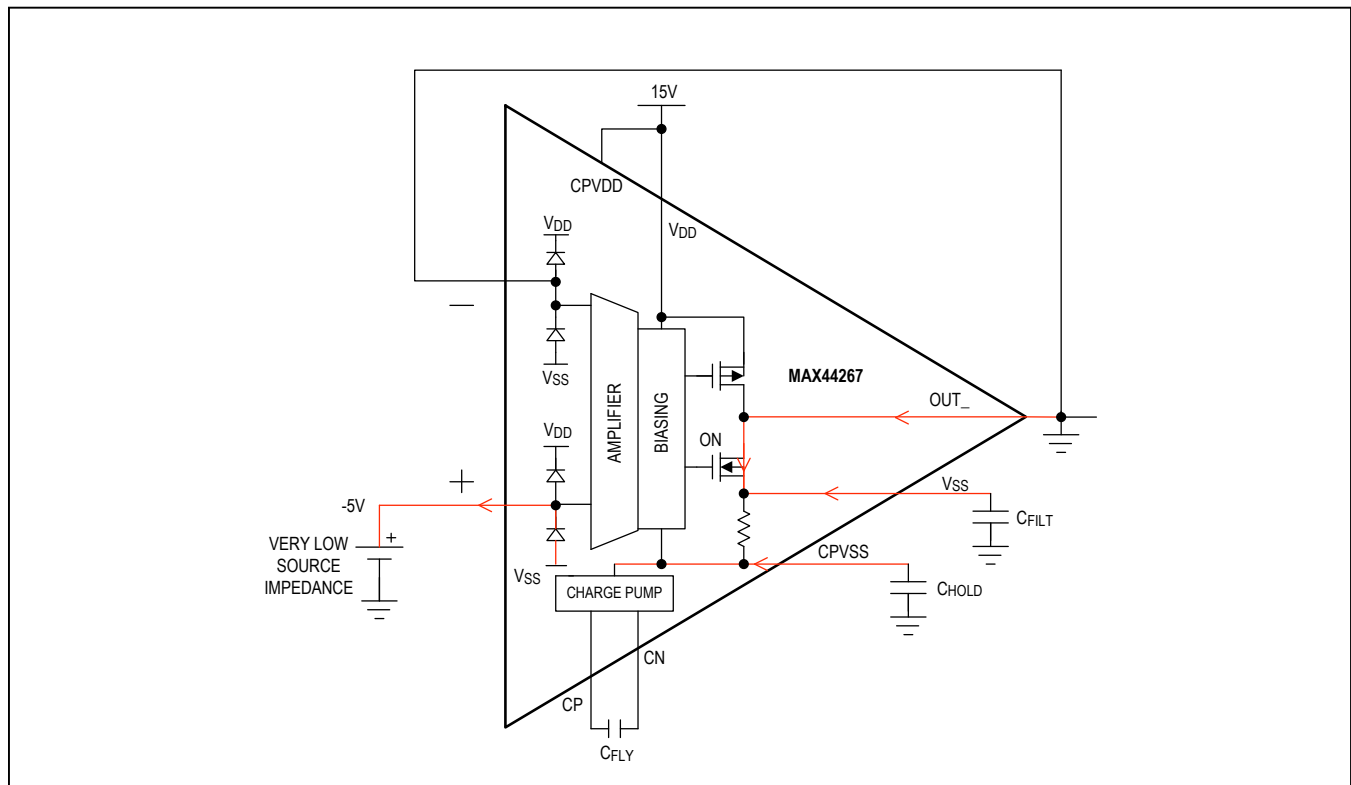 15V
CPVDD
VDD
VDD
−
VSS
AMPLIFIER
BIASING
MAX44267
OUT_
ON
VDD
+
-5V
+
VERY LOW
SOURCE
IMPEDANCE
VSS
VSS
CFILT
CPVSS
CHOLD
CHARGE PUMP
CN
CP
CFLY